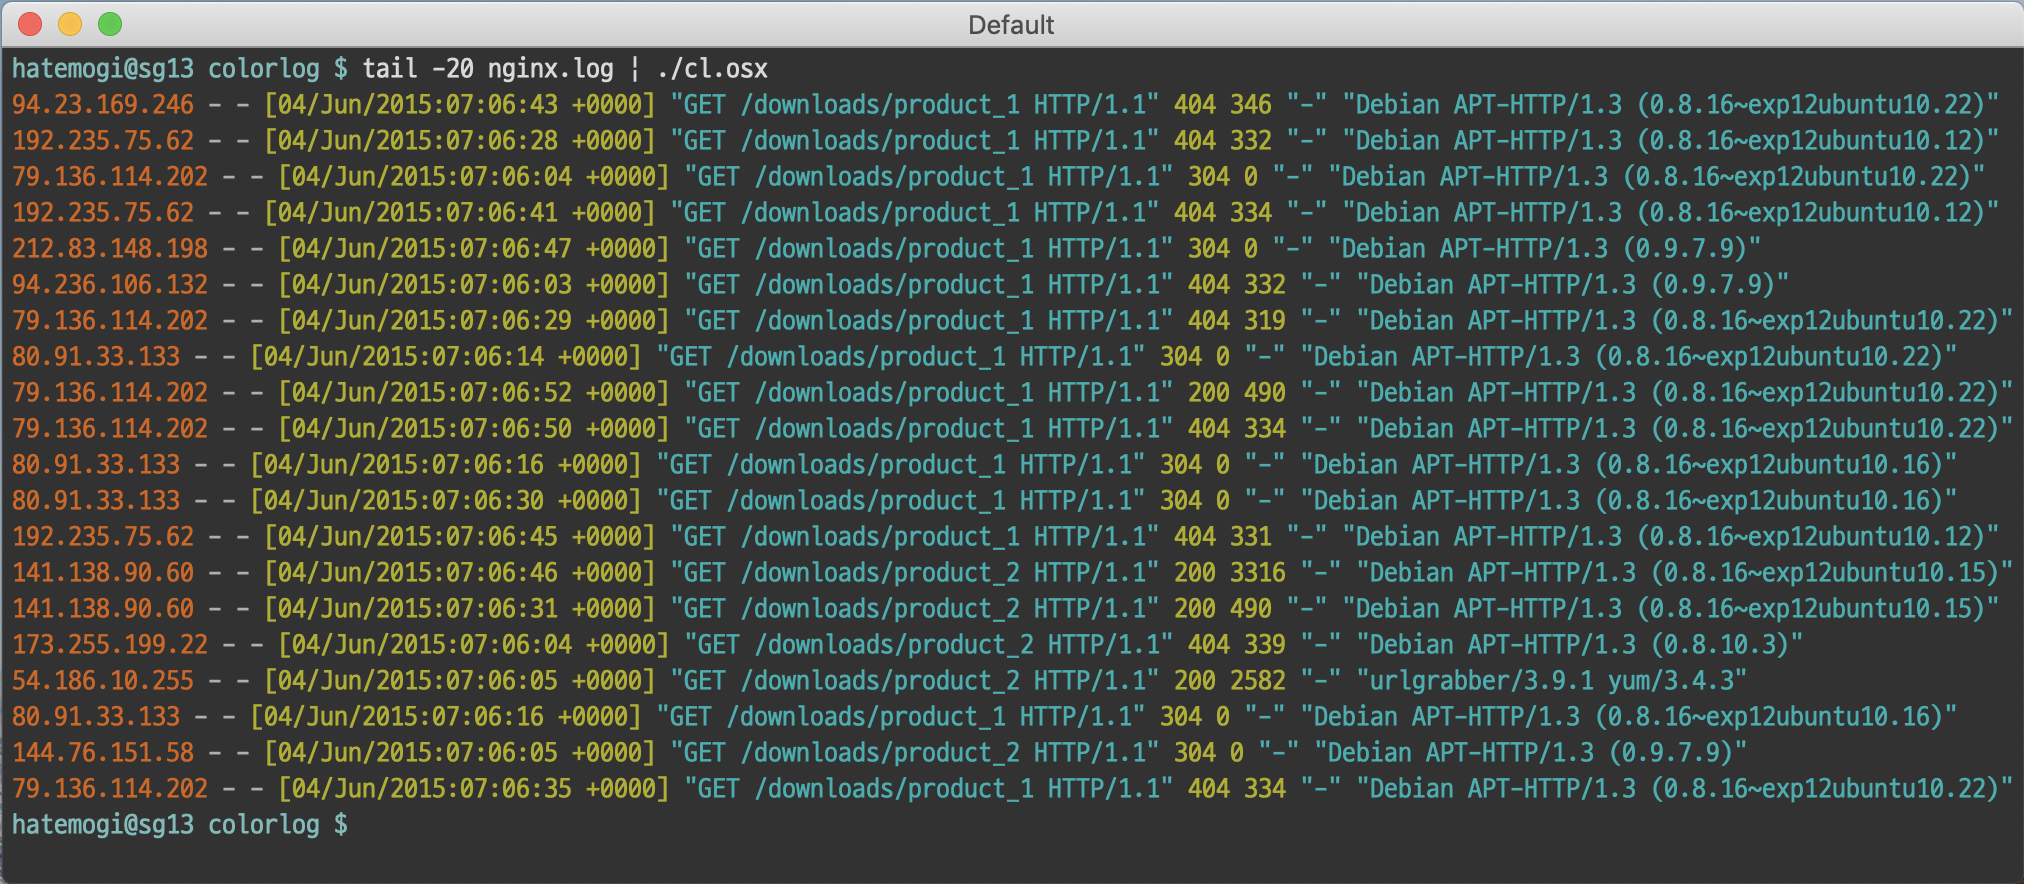 Default
hatemogi@sg13 colorlog $ tail -20 nginx.log | ./cl.osx
94.23.169.246 - - [04/Jun/2015:07:06:43 +0000] "GET /downloads/product_1 HTTP/1.1" 404 346 "-" "Debian APT-HTTP/1.3 (0.8.16~exp12ubuntu10.22)"
192.235.75.62 - - [04/Jun/2015:07:06:28 +0000] "GET /downloads/product_1 HTTP/1.1" 404 332 "-" "Debian APT-HTTP/1.3 (0.8.16~exp12ubuntu10.12)"
79.136.114.202 - - [04/Jun/2015:07:06:04 +0000] "GET /downloads/product_1 HTTP/1.1" 304 0 "-" "Debian APT-HTTP/1.3 (0.8.16~exp12ubuntu10.22)"
192.235.75.62 - - [04/Jun/2015:07:06:41 +0000] "GET /downloads/product_1 HTTP/1.1" 404 334 "-" "Debian APT-HTTP/1.3 (0.8.16~exp12ubuntu10.12)"
212.83.148.198 - - [04/Jun/2015:07:06:47 +0000] "GET /downloads/product_1 HTTP/1.1" 304 0 "-" "Debian APT-HTTP/1.3 (0.9.7.9)"
94.236.106.132 - - [04/Jun/2015:07:06:03 +0000] "GET /downloads/product_1 HTTP/1.1" 404 332 "-" "Debian APT-HTTP/1.3 (0.9.7.9)"
79.136.114.202 - - [04/Jun/2015:07:06:29 +0000] "GET /downloads/product_1 HTTP/1.1" 404 319 "-" "Debian APT-HTTP/1.3 (0.8.16~exp12ubuntu10.22)"
80.91.33.133 - - [04/Jun/2015:07:06:14 +0000] "GET /downloads/product_1 HTTP/1.1" 304 0 "-" "Debian APT-HTTP/1.3 (0.8.16~exp12ubuntu10.22)"
79.136.114.202 - - [04/Jun/2015:07:06:52 +0000] "GET /downloads/product_1 HTTP/1.1" 200 490 "-" "Debian APT-HTTP/1.3 (0.8.16~exp12ubuntu10.22)"
79.136.114.202 - - [04/Jun/2015:07:06:50 +0000] "GET /downloads/product_1 HTTP/1.1" 404 334 "-" "Debian APT-HTTP/1.3 (0.8.16~exp12ubuntu10.22)"
80.91.33.133 - - [04/Jun/2015:07:06:16 +0000] "GET /downloads/product_1 HTTP/1.1" 304 0 "-" "Debian APT-HTTP/1.3 (0.8.16~exp12ubuntu10.16)"
80.91.33.133 - - [04/Jun/2015:07:06:30 +0000] "GET /downloads/product_1 HTTP/1.1" 304 0 "-" "Debian APT-HTTP/1.3 (0.8.16~exp12ubuntu10.16)"
192.235.75.62 - - [04/Jun/2015:07:06:45 +0000] "GET /downloads/product_1 HTTP/1.1" 404 331 "-" "Debian APT-HTTP/1.3 (0.8.16~exp12ubuntu10.12)"
141.138.90.60 - - [04/Jun/2015:07:06:46 +0000] "GET /downloads/product_2 HTTP/1.1" 200 3316 "-" "Debian APT-HTTP/1.3 (0.8.16~exp12ubuntu10.15)"
141.138.90.60 - - [04/Jun/2015:07:06:31 +0000] "GET /downloads/product_2 HTTP/1.1" 200 490 "-" "Debian APT-HTTP/1.3 (0.8.16~exp12ubuntu10.15)"
173.255.199.22 - - [04/Jun/2015:07:06:04 +0000] "GET /downloads/product_2 HTTP/1.1" 404 339 "-" "Debian APT-HTTP/1.3 (0.8.10.3)"
54.186.10.255 - - [04/Jun/2015:07:06:05 +0000] "GET /downloads/product_2 HTTP/1.1" 200 2582 "-" "urlgrabber/3.9.1 yum/3.4.3"
80.91.33.133 - - [04/Jun/2015:07:06:16 +0000] "GET /downloads/product_1 HTTP/1.1" 304 0 "-" "Debian APT-HTTP/1.3 (0.8.16~exp12ubuntu10.16)"
144.76.151.58 - - [04/Jun/2015:07:06:05 +0000] "GET /downloads/product_2 HTTP/1.1" 304 0 "-" "Debian APT-HTTP/1.3 (0.9.7.9)"
79.136.114.202 - - [04/Jun/2015:07:06:35 +0000] "GET /downloads/product_1 HTTP/1.1" 404 334 "-" "Debian APT-HTTP/1.3 (0.8.16~exp12ubuntu10.22)"
hatemogi@sg13 colorlog $